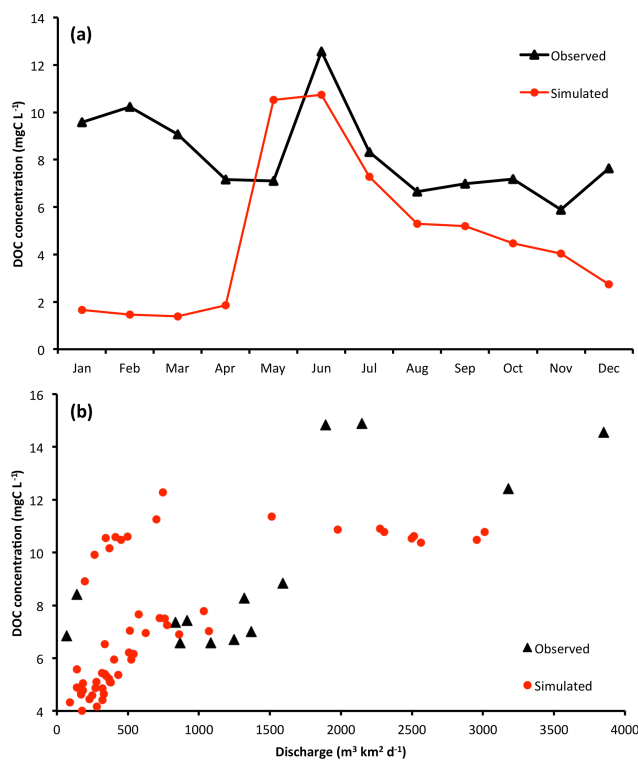 (a)
14
12
10
8
6
4
2
0
DOC concentration (mgC L⁻¹)
Observed
Simulated
Jan Feb Mar Apr May Jun Jul Aug Sep Oct Nov Dec
(b)
16
14
12
10
8
6
4
DOC concentration (mgC L⁻¹)
Observed
Simulated
0 500 1000 1500 2000 2500 3000 3500 4000
Discharge (m³ km² d⁻¹)